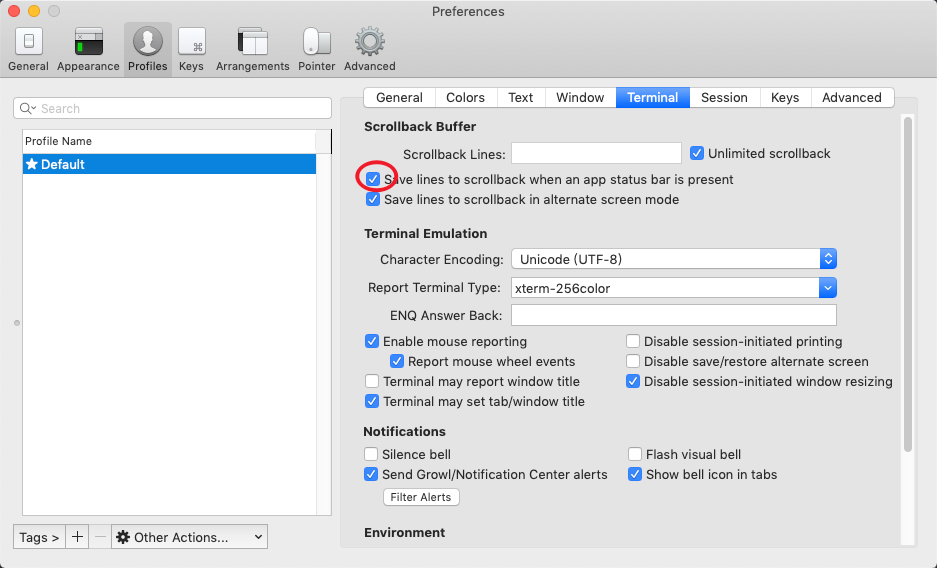 Preferences
General Appearance Profiles Keys Arrangements Pointer Advanced
Search
Profile Name
Default
Tags > + − Other Actions...
General Colors Text Window Terminal Session Keys Advanced
Scrollback Buffer
Scrollback Lines: Unlimited scrollback
Save lines to scrollback when an app status bar is present
Save lines to scrollback in alternate screen mode
Terminal Emulation
Character Encoding: Unicode (UTF-8)
Report Terminal Type: xterm-256color
ENQ Answer Back:
Enable mouse reporting Disable session-initiated printing
Report mouse wheel events Disable save/restore alternate screen
Terminal may report window title Disable session-initiated window resizing
Terminal may set tab/window title
Notifications
Silence bell Flash visual bell
Send Growl/Notification Center alerts Show bell icon in tabs
Filter Alerts
Environment